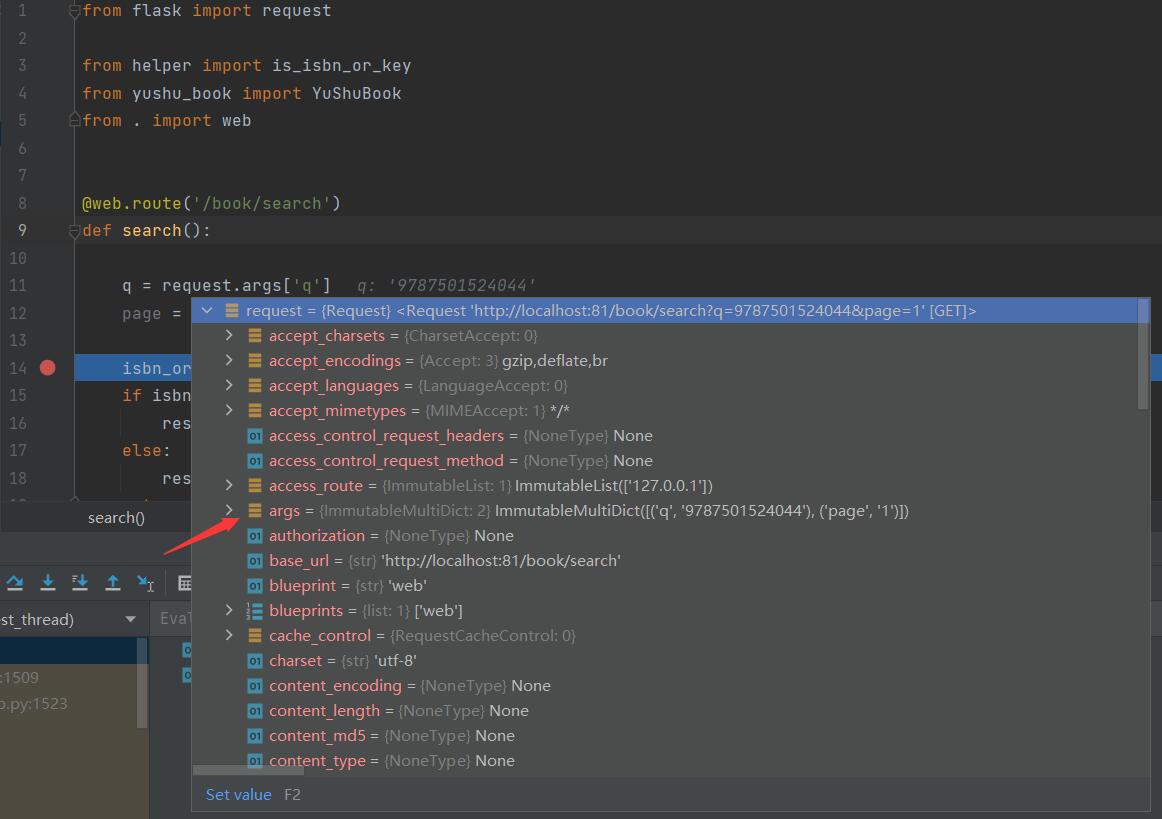 1 from flask import request
2
3 from helper import is_isbn_or_key
4 from yushu_book import YuShuBook
5 from . import web
6
7
8 @web.route('/book/search')
9 def search():
10
11 q = request.args['q'] q: '9787501524044'
12 page =
13
14 isbn_or
15 if isbn
16 res
17 else:
18 res
request = {Request} <Request 'http://localhost:81/book/search?q=9787501524044&page=1' [GET]>
accept_charsets = {CharsetAccept: 0}
accept_encodings = {Accept: 3} gzip,deflate,br
accept_languages = {LanguageAccept: 0}
accept_mimetypes = {MIMEAccept: 1} */*
access_control_request_headers = {NoneType} None
access_control_request_method = {NoneType} None
access_route = {ImmutableList: 1} ImmutableList(['127.0.0.1'])
args = {ImmutableMultiDict: 2} ImmutableMultiDict([('q', '9787501524044'), ('page', '1')])
authorization = {NoneType} None
base_url = {str} 'http://localhost:81/book/search'
blueprint = {str} 'web'
blueprints = {list: 1} ['web']
cache_control = {RequestCacheControl: 0}
charset = {str} 'utf-8'
content_encoding = {NoneType} None
content_length = {NoneType} None
content_md5 = {NoneType} None
content_type = {NoneType} None
Set value F2
search()
est_thread)
Eval
:1509
p.py:1523